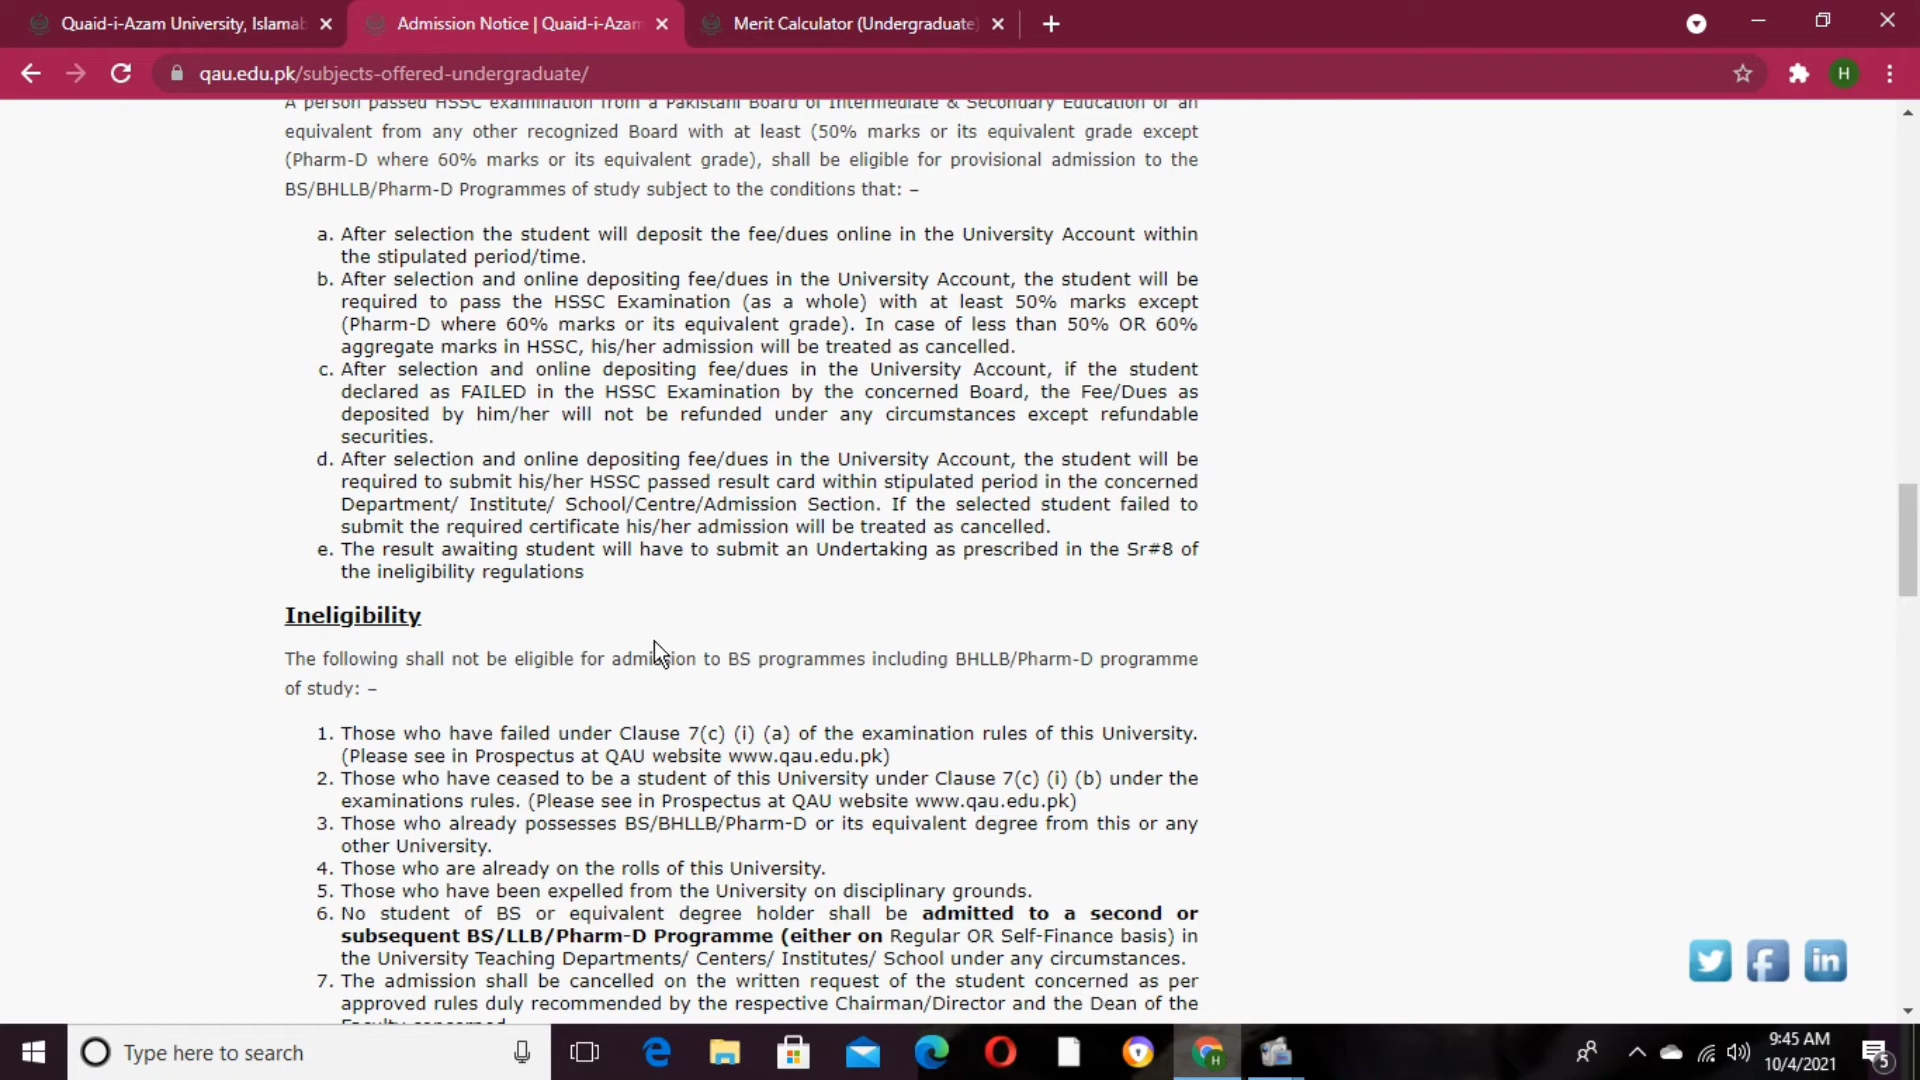 Quaid-i-Azam University, Islamab
Admission Notice | Quaid-i-Azam
Merit Calculator (Undergraduate
qau.edu.pk/subjects-offered-undergraduate/
H
A person passed HSSC examination from a Pakistani Board of Intermediate & Secondary Education or an
equivalent from any other recognized Board with at least (50% marks or its equivalent grade except
(Pharm-D where 60% marks or its equivalent grade), shall be eligible for provisional admission to the
BS/BHLLB/Pharm-D Programmes of study subject to the conditions that: –
a. After selection the student will deposit the fee/dues online in the University Account within
the stipulated period/time.
b. After selection and online depositing fee/dues in the University Account, the student will be
required to pass the HSSC Examination (as a whole) with at least 50% marks except
(Pharm-D where 60% marks or its equivalent grade). In case of less than 50% OR 60%
aggregate marks in HSSC, his/her admission will be treated as cancelled.
c. After selection and online depositing fee/dues in the University Account, if the student
declared as FAILED in the HSSC Examination by the concerned Board, the Fee/Dues as
deposited by him/her will not be refunded under any circumstances except refundable
securities.
d. After selection and online depositing fee/dues in the University Account, the student will be
required to submit his/her HSSC passed result card within stipulated period in the concerned
Department/ Institute/ School/Centre/Admission Section. If the selected student failed to
submit the required certificate his/her admission will be treated as cancelled.
e. The result awaiting student will have to submit an Undertaking as prescribed in the Sr#8 of
the ineligibility regulations
Ineligibility
The following shall not be eligible for admission to BS programmes including BHLLB/Pharm-D programme
of study: –
1. Those who have failed under Clause 7(c) (i) (a) of the examination rules of this University.
(Please see in Prospectus at QAU website www.qau.edu.pk)
2. Those who have ceased to be a student of this University under Clause 7(c) (i) (b) under the
examinations rules. (Please see in Prospectus at QAU website www.qau.edu.pk)
3. Those who already possesses BS/BHLLB/Pharm-D or its equivalent degree from this or any
other University.
4. Those who are already on the rolls of this University.
5. Those who have been expelled from the University on disciplinary grounds.
6. No student of BS or equivalent degree holder shall be admitted to a second or
subsequent BS/LLB/Pharm-D Programme (either on Regular OR Self-Finance basis) in
the University Teaching Departments/ Centers/ Institutes/ School under any circumstances.
7. The admission shall be cancelled on the written request of the student concerned as per
approved rules duly recommended by the respective Chairman/Director and the Dean of the
Faculty concerned
Type here to search
9:45 AM
10/4/2021
5